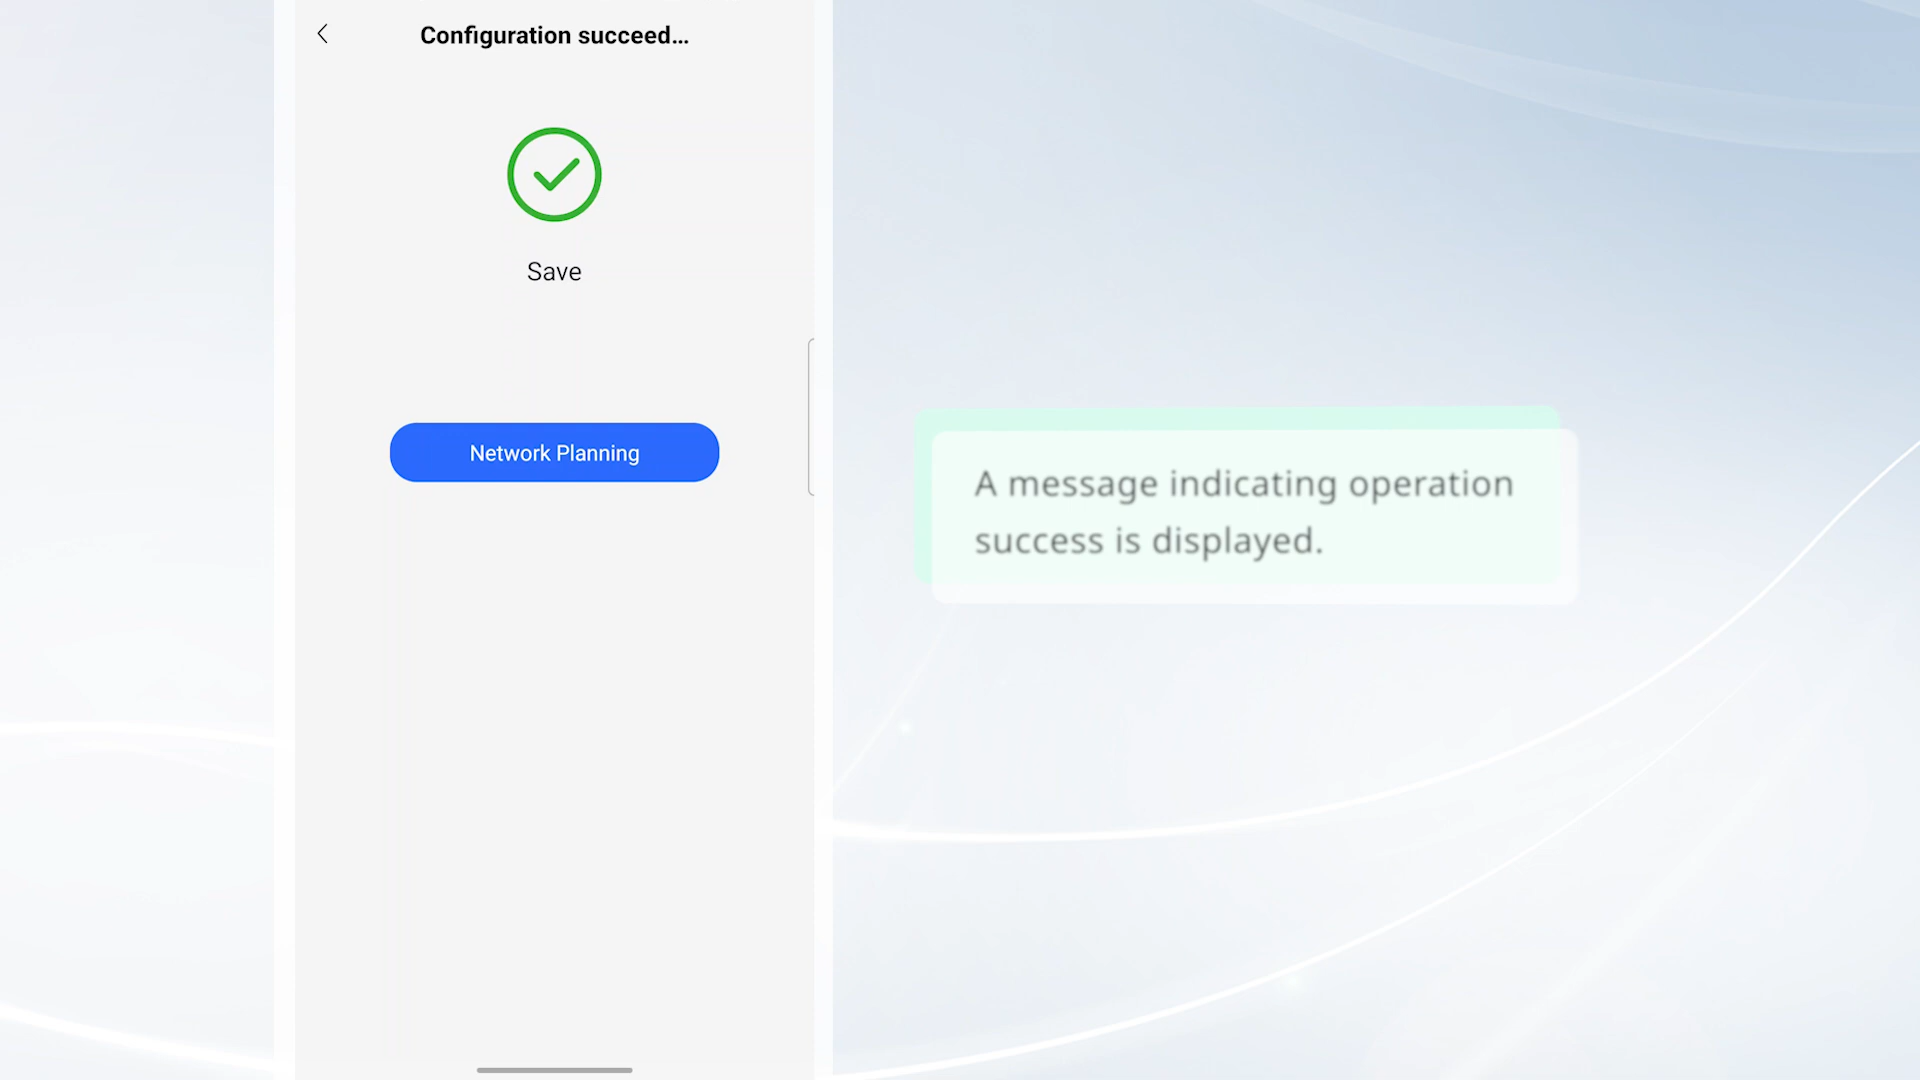 Configuration succeed...
Save
Network Planning
A message indicating operation
success is displayed.